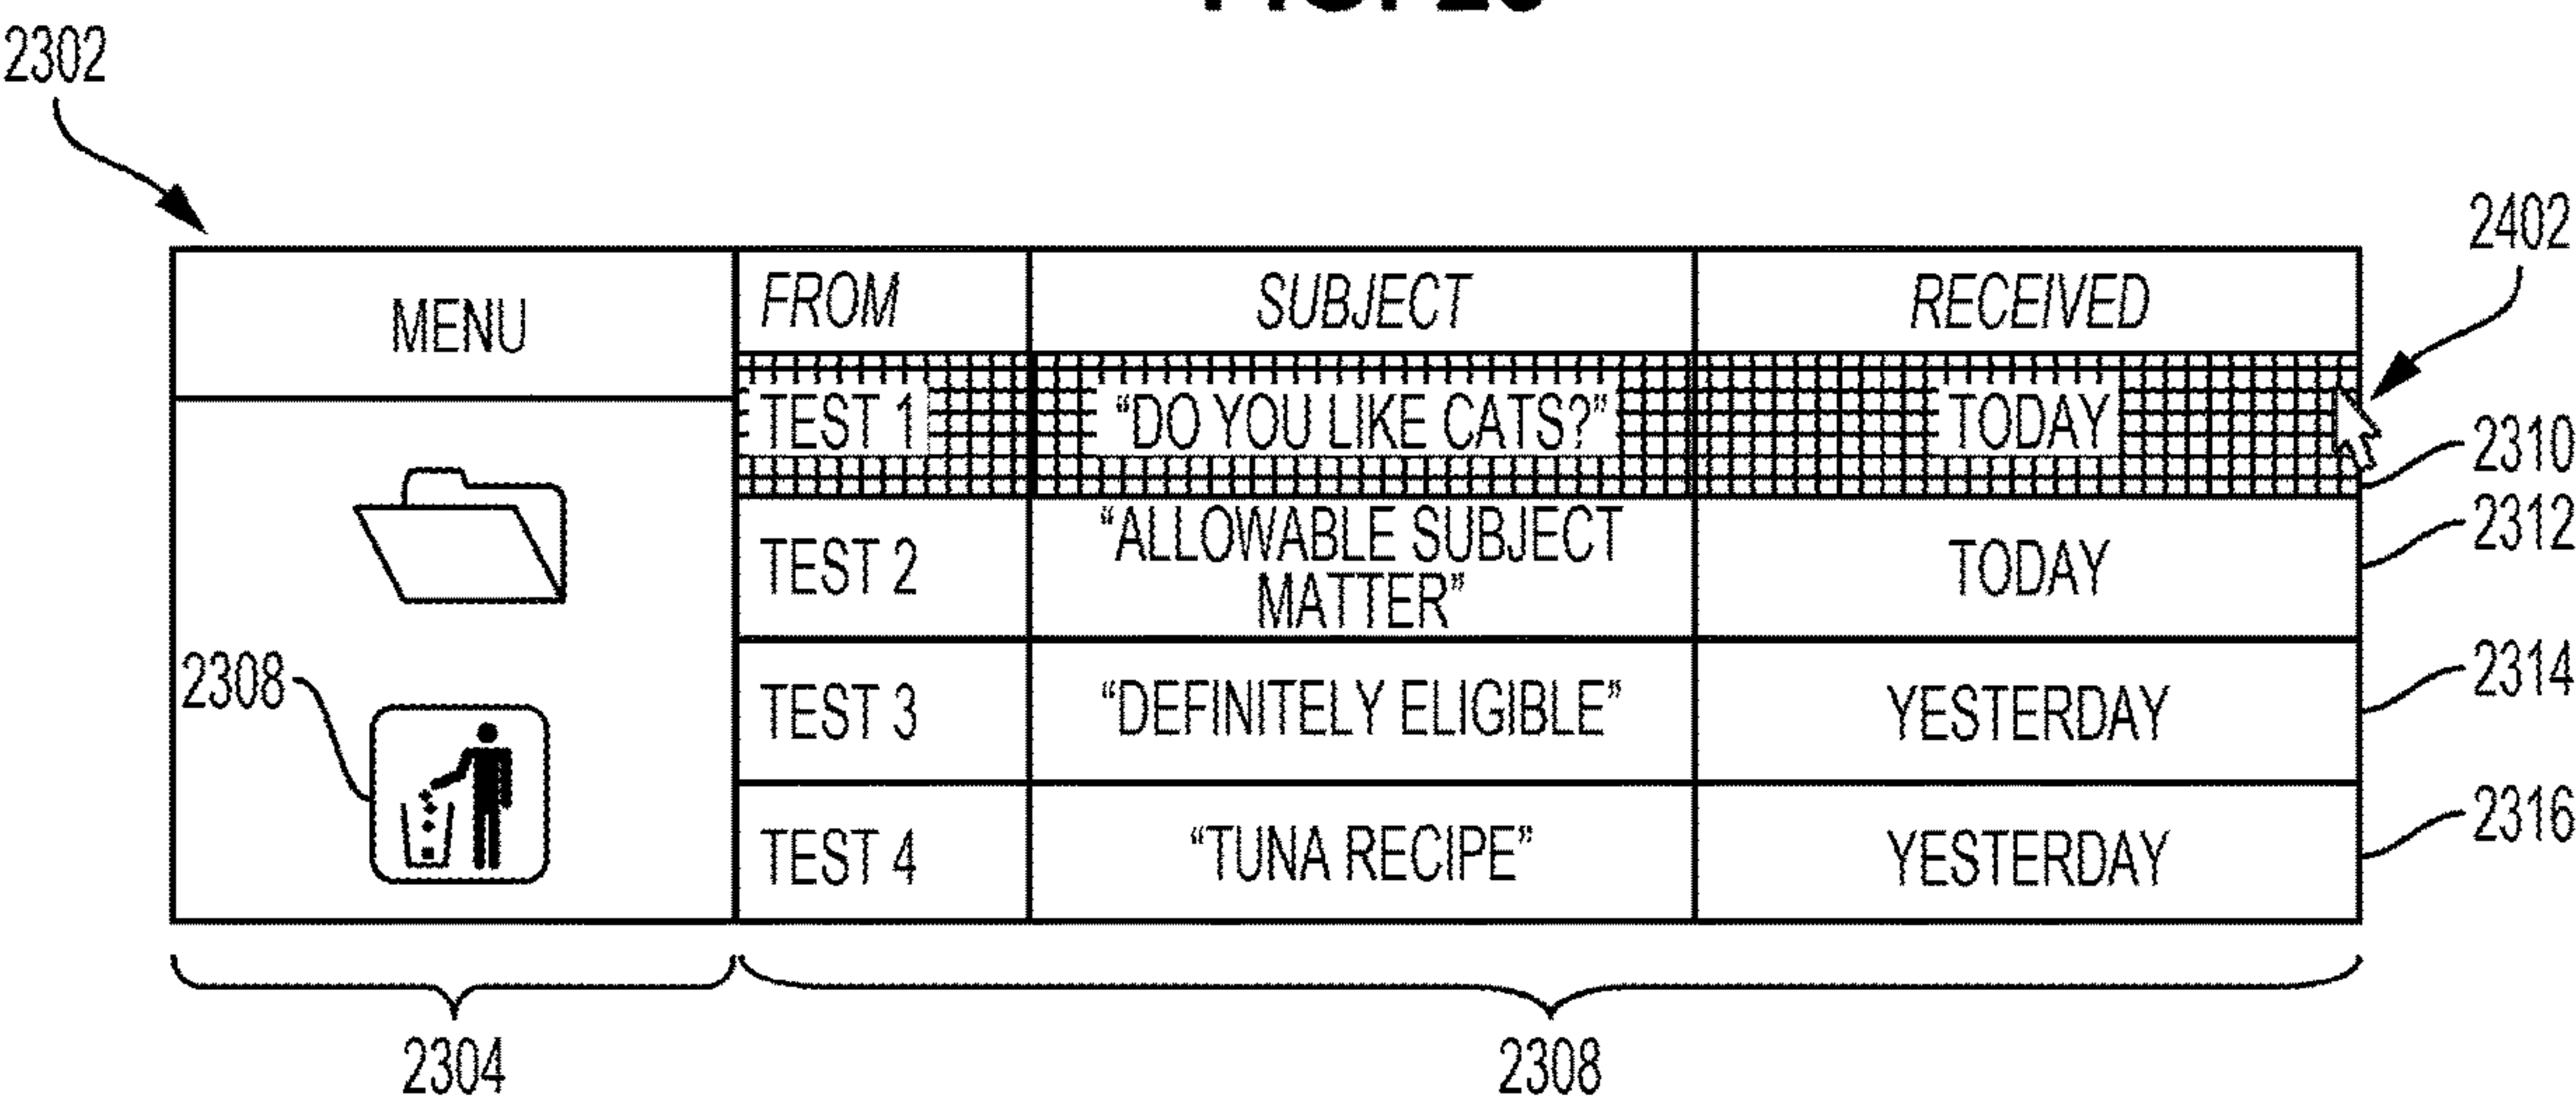 2302
2402
MENU
FROM SUBJECT RECEIVED
TEST 1 “DO YOU LIKE CATS?” TODAY
2310
TEST 2 “ALLOWABLE SUBJECT MATTER” TODAY
2312
2308
TEST 3 “DEFINITELY ELIGIBLE” YESTERDAY
2314
TEST 4 “TUNA RECIPE” YESTERDAY
2316
2304
2308